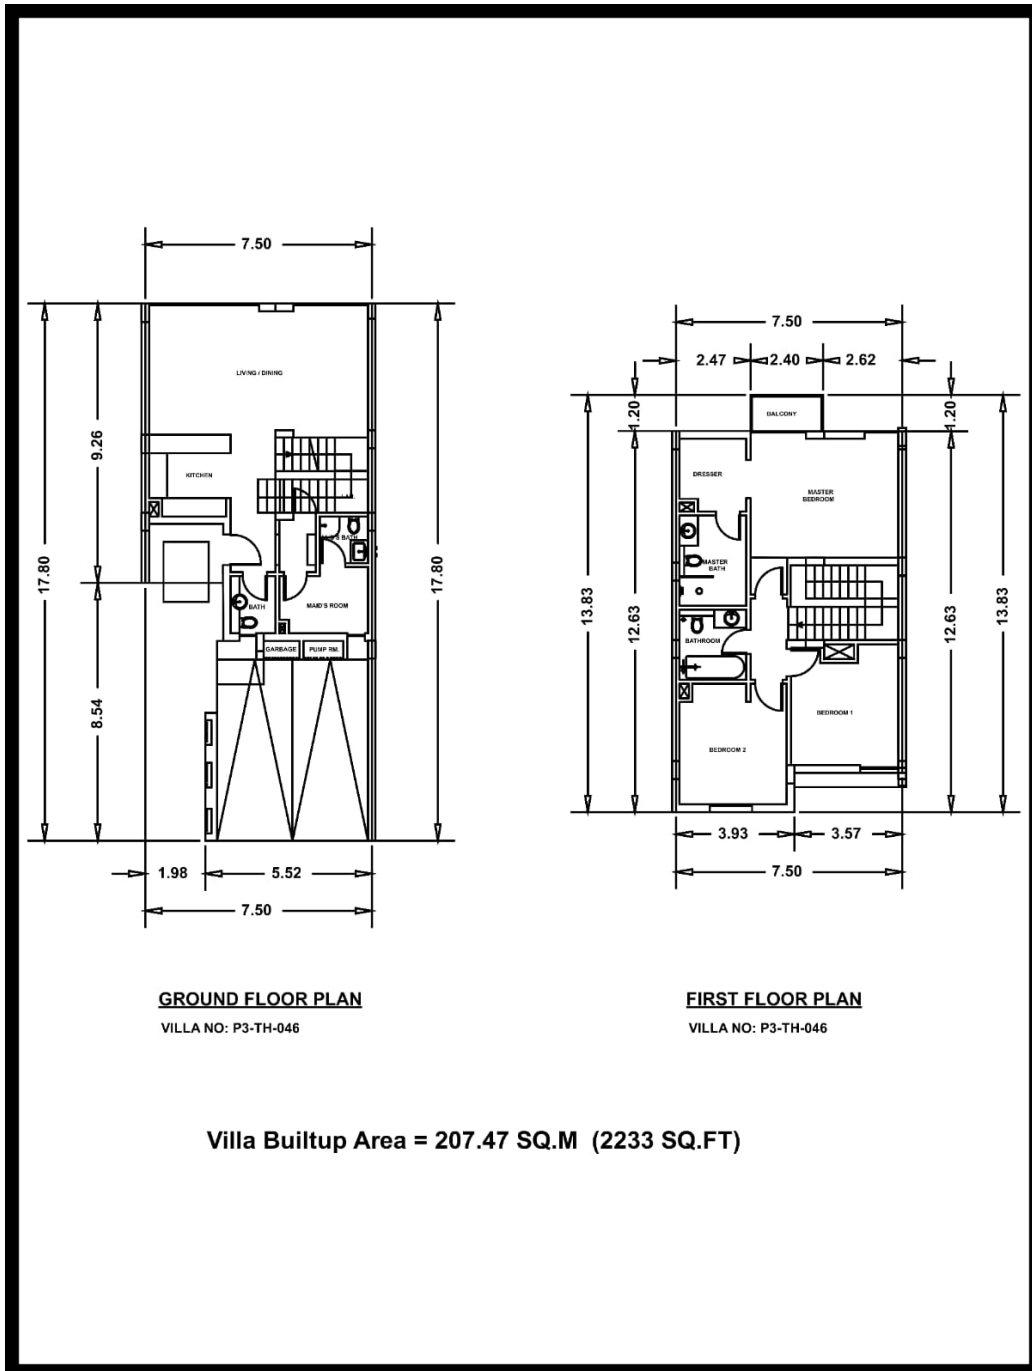 7.50
17.80
9.26
8.54
17.80
LIVING / DINING
KITCHEN
MAID'S BATH
BATH
MAID'S ROOM
GARBAGE
PUMP RM.
1.98
5.52
7.50
GROUND FLOOR PLAN
VILLA NO: P3-TH-046
7.50
2.47
2.40
2.62
1.20
1.20
BALCONY
DRESSER
MASTER
BEDROOM
MASTER
BATH
BATHROOM
BEDROOM 1
BEDROOM 2
13.83
12.63
12.63
13.83
3.93
3.57
7.50
FIRST FLOOR PLAN
VILLA NO: P3-TH-046
Villa Builtup Area = 207.47 SQ.M (2233 SQ.FT)